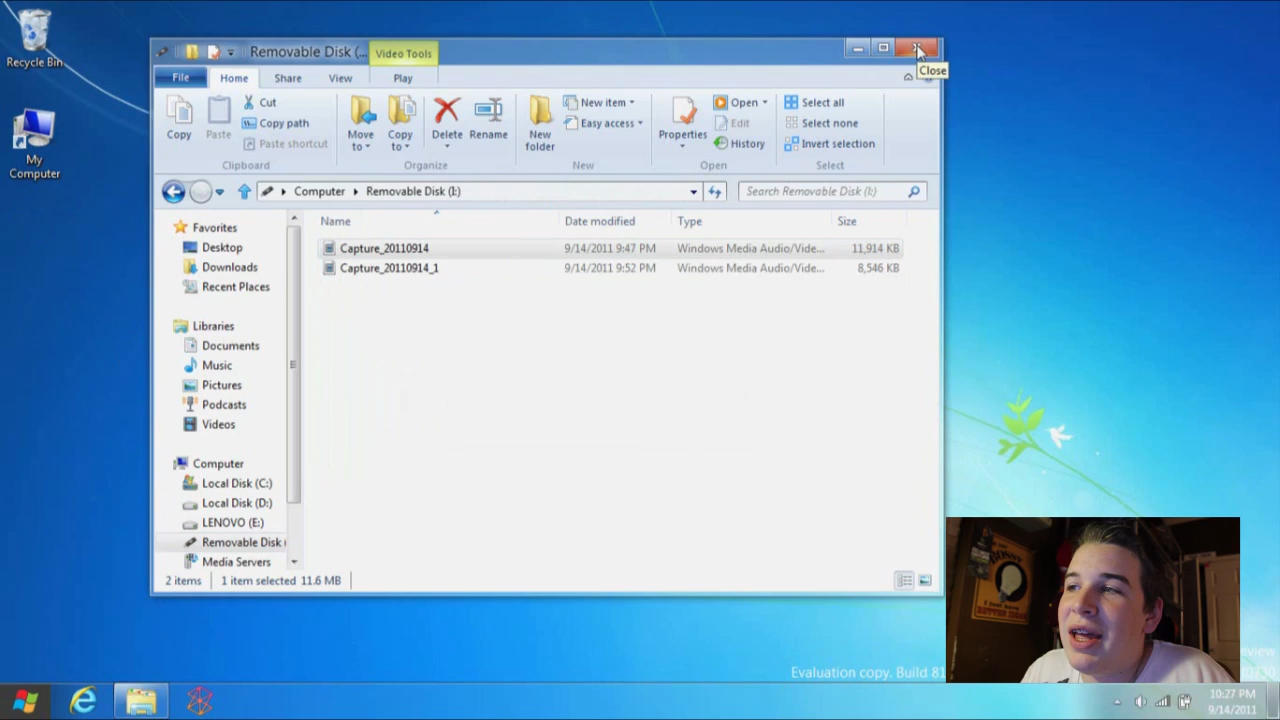 Recycle Bin
My
Computer
Removable Disk (...
Video Tools
Close
File
Home
Share
View
Play
Copy
Paste
Cut
Copy path
Paste shortcut
Clipboard
Move
to
Copy
to
Delete
Rename
Organize
New
folder
New item
Easy access
New
Properties
Open
Edit
History
Open
Select all
Select none
Invert selection
Select
Computer
Removable Disk (I:)
Search Removable Disk (I:)
Name
Date modified
Type
Size
Capture_20110914 9/14/2011 9:47 PM Windows Media Audio/Vide... 11,914 KB
Capture_20110914_1 9/14/2011 9:52 PM Windows Media Audio/Vide... 8,546 KB
Favorites
Desktop
Downloads
Recent Places
Libraries
Documents
Music
Pictures
Podcasts
Videos
Computer
Local Disk (C:)
Local Disk (D:)
LENOVO (E:)
Removable Disk
Media Servers
2 items
1 item selected 11.6 MB
BETTER IDEAS
Evaluation copy. Build 81
10:27 PM
9/14/2011